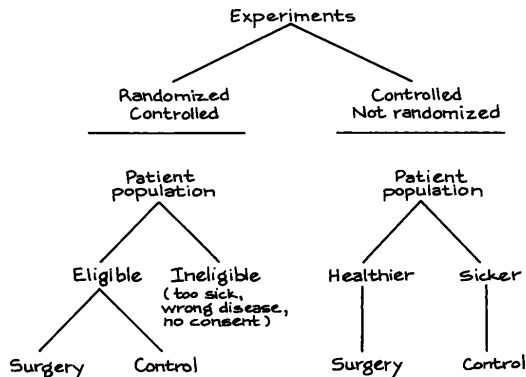 Experiments
Randomized
Controlled
Controlled
Not randomized
Patient
population
Patient
population
Eligible
Ineligible
(too sick,
wrong disease,
no consent)
Healthier
Sicker
Surgery
Control
Surgery
Control